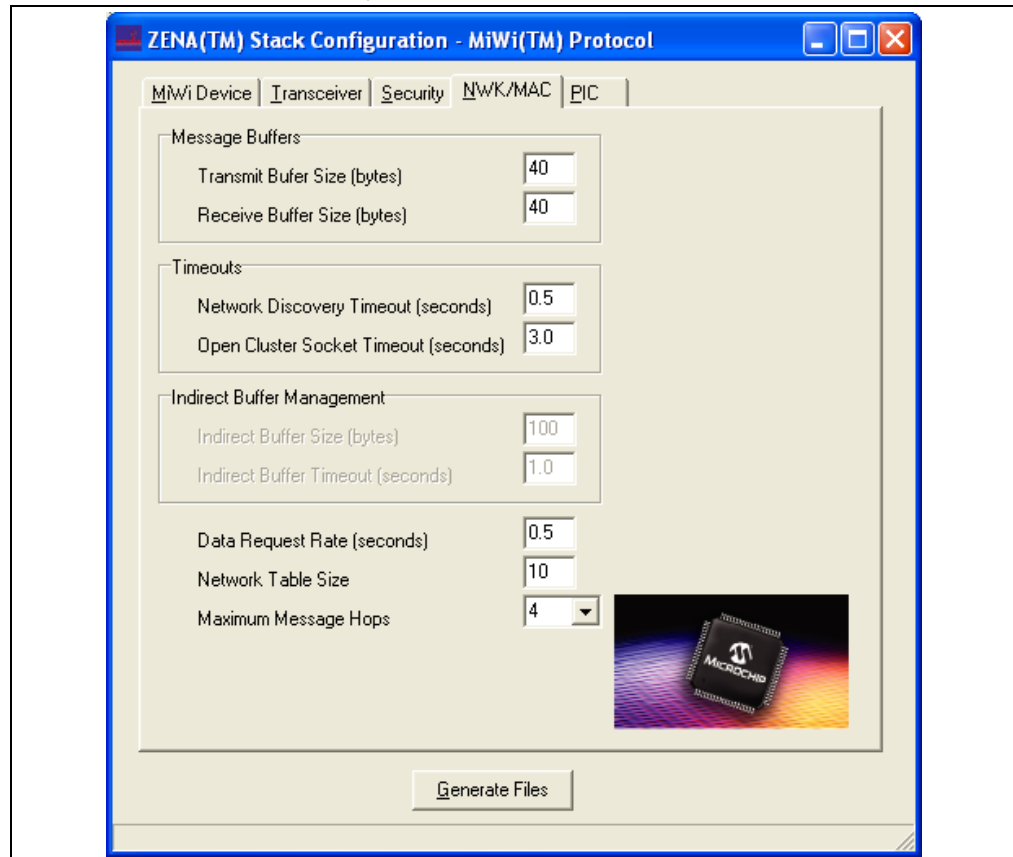 ZENA(TM) Stack Configuration - MiWi(TM) Protocol
MiWi Device Transceiver Security NWK/MAC PIC
Message Buffers
Transmit Bufer Size (bytes) 40
Receive Buffer Size (bytes) 40
Timeouts
Network Discovery Timeout (seconds) 0.5
Open Cluster Socket Timeout (seconds) 3.0
Indirect Buffer Management
Indirect Buffer Size (bytes) 100
Indirect Buffer Timeout (seconds) 1.0
Data Request Rate (seconds) 0.5
Network Table Size 10
Maximum Message Hops 4
MICROCHIP
Generate Files